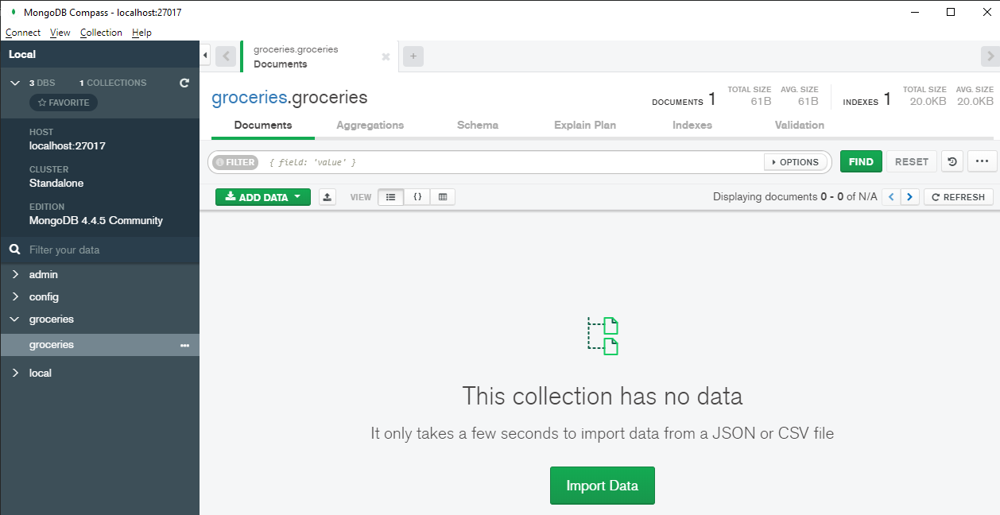 MongoDB Compass - localhost:27017
Connect View Collection Help
Local
3 DBS 1 COLLECTIONS
FAVORITE
HOST
localhost:27017
CLUSTER
Standalone
EDITION
MongoDB 4.4.5 Community
Filter your data
admin
config
groceries
groceries
local
groceries.groceries
Documents
groceries.groceries
DOCUMENTS 1 TOTAL SIZE 61B AVG. SIZE 61B INDEXES 1 TOTAL SIZE 20.0KB AVG. SIZE 20.0KB
Documents Aggregations Schema Explain Plan Indexes Validation
FILTER { field: 'value' } OPTIONS FIND RESET
ADD DATA VIEW {} Displaying documents 0 - 0 of N/A REFRESH
This collection has no data
It only takes a few seconds to import data from a JSON or CSV file
Import Data